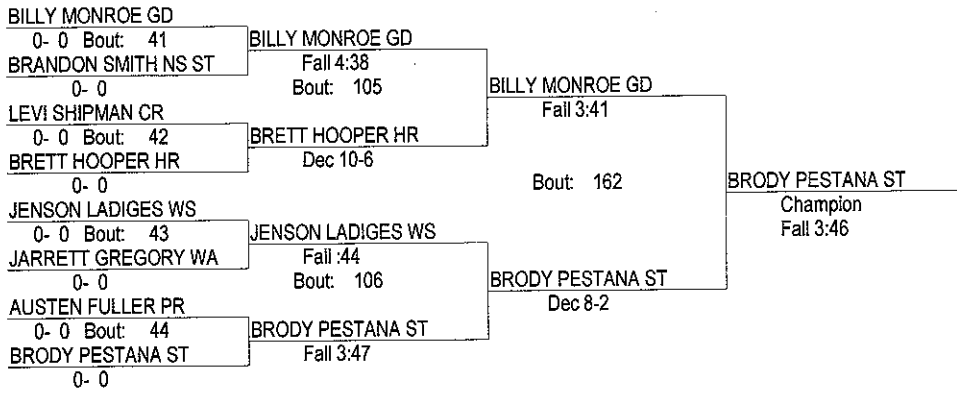 BILLY MONROE GD
0- 0 Bout: 41
BRANDON SMITH NS ST
0- 0
LEVI SHIPMAN CR
0- 0 Bout: 42
BRETT HOOPER HR
0- 0
JENSON LADIGES WS
0- 0 Bout: 43
JARRETT GREGORY WA
0- 0
AUSTEN FULLER PR
0- 0 Bout: 44
BRODY PESTANA ST
0- 0
BILLY MONROE GD
Fall 4:38
Bout: 105
BRETT HOOPER HR
Dec 10-6
JENSON LADIGES WS
Fall :44
Bout: 106
BRODY PESTANA ST
Fall 3:47
BILLY MONROE GD
Fall 3:41
Bout: 162
BRODY PESTANA ST
Dec 8-2
BRODY PESTANA ST
Champion
Fall 3:46